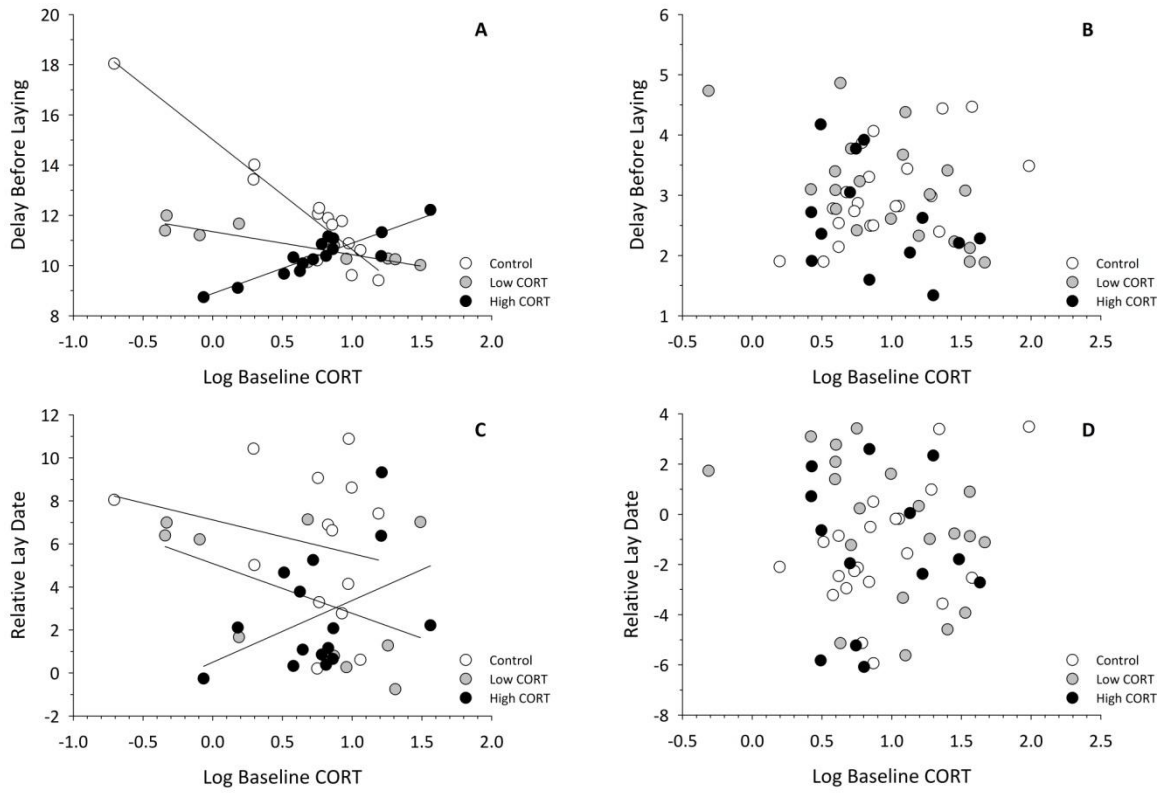 A
Delay Before Laying
20
18
16
14
12
10
8
-1.0 -0.5 0.0 0.5 1.0 1.5 2.0
Log Baseline CORT
Control
Low CORT
High CORT
B
Delay Before Laying
6
5
4
3
2
1
-0.5 0.0 0.5 1.0 1.5 2.0 2.5
Log Baseline CORT
Control
Low CORT
High CORT
C
Relative Lay Date
12
10
8
6
4
2
0
-2
-1.0 -0.5 0.0 0.5 1.0 1.5 2.0
Log Baseline CORT
Control
Low CORT
High CORT
D
Relative Lay Date
4
2
0
-2
-4
-6
-8
-0.5 0.0 0.5 1.0 1.5 2.0 2.5
Log Baseline CORT
Control
Low CORT
High CORT